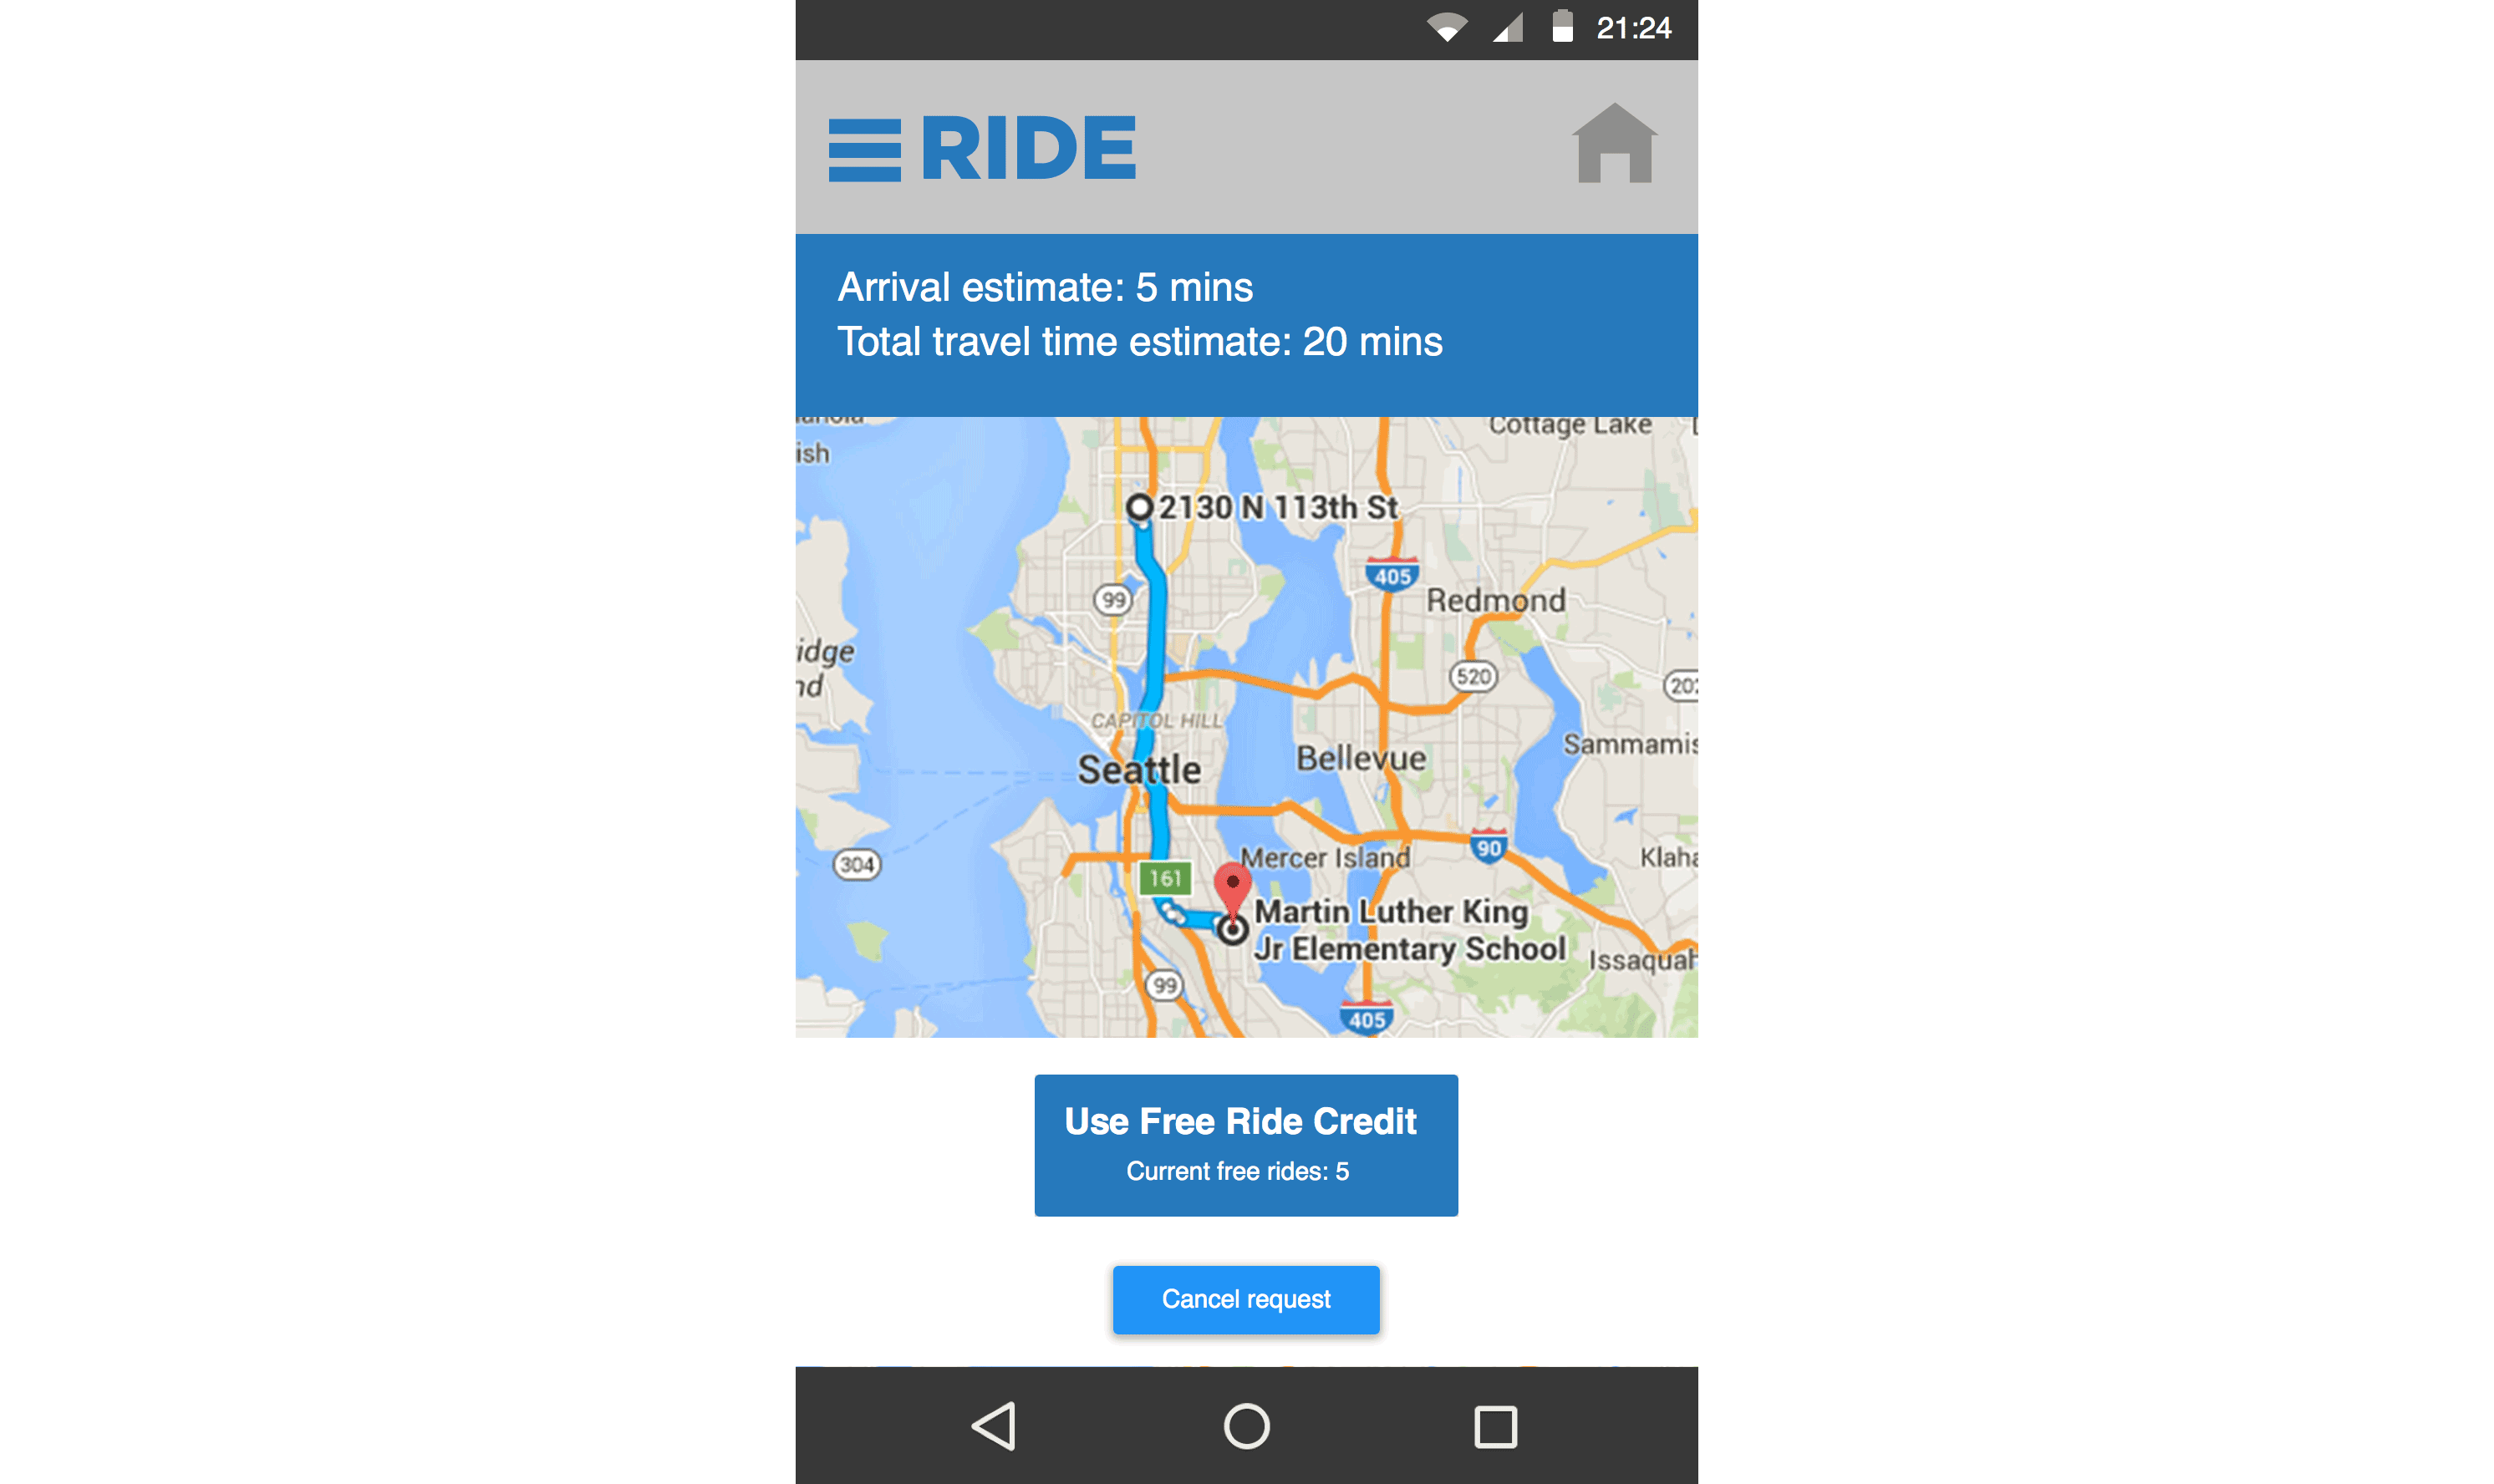 21:24
RIDE
Arrival estimate: 5 mins
Total travel time estimate: 20 mins
Cottage Lake
ish
2130 N 113th St
405
99
Redmond
idge
nd
520
202
CAPITOL HILL
Sammamis
Seattle
Bellevue
90
Mercer Island
Klaha
304
161
Martin Luther King
Jr Elementary School
Issaquah
99
405
Use Free Ride Credit
Current free rides: 5
Cancel request